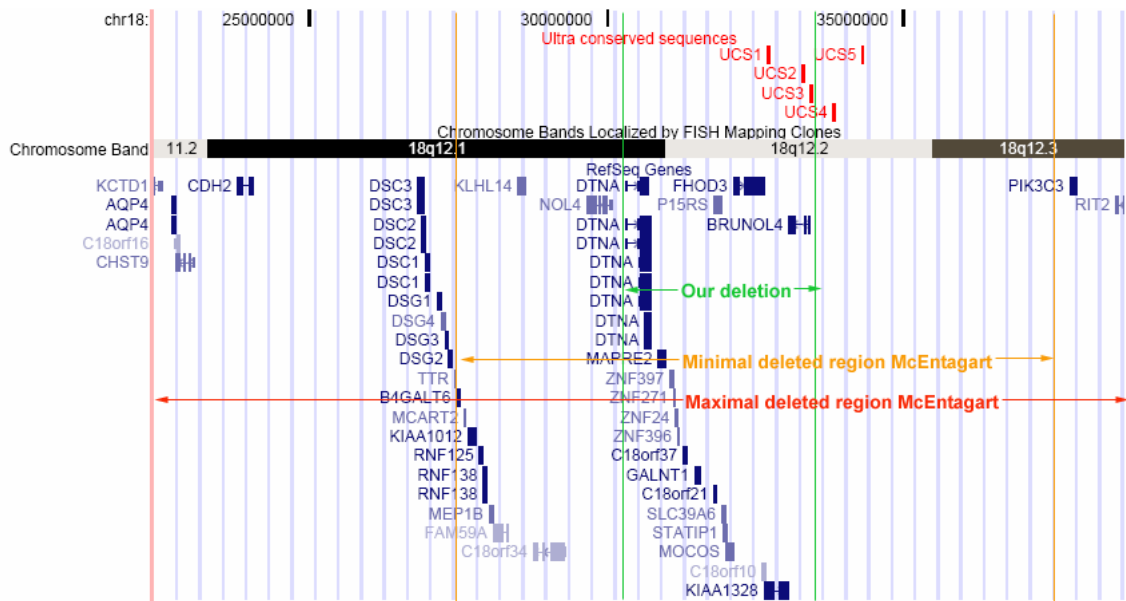 chr18: 25000000 30000000 35000000
Ultra conserved sequences
UCS1 UCS5
UCS2
UCS3
UCS4
Chromosome Bands Localized by FISH Mapping Clones
Chromosome Band 11.2 18q12.1 18q12.2 18q12.3
RefSeq Genes
KCTD1 CDH2 DSC3 KLHL14 DTNA FHOD3 PIK3C3
AQP4 DSC3 NOL4 P15RS RIT2
AQP4 DSC2 DTNA BRUNOL4
C18orf16 DSC2 DTNA
CHST9 DSC1 DTNA
DSC1 DTNA
DSG1 DTNA Our deletion
DSG4 DTNA
DSG3 DTNA
DSG2 MAPRE2 Minimal deleted region McEntagart
TTR ZNF397
B4GALT6 ZNF271 Maximal deleted region McEntagart
MCART2 ZNF24
KIAA1012 ZNF396
RNF125 C18orf37
RNF138 GALNT1
RNF138 C18orf21
MEP1B SLC39A6
FAM59A STATIP1
C18orf34 MOCOS
C18orf10
KIAA1328